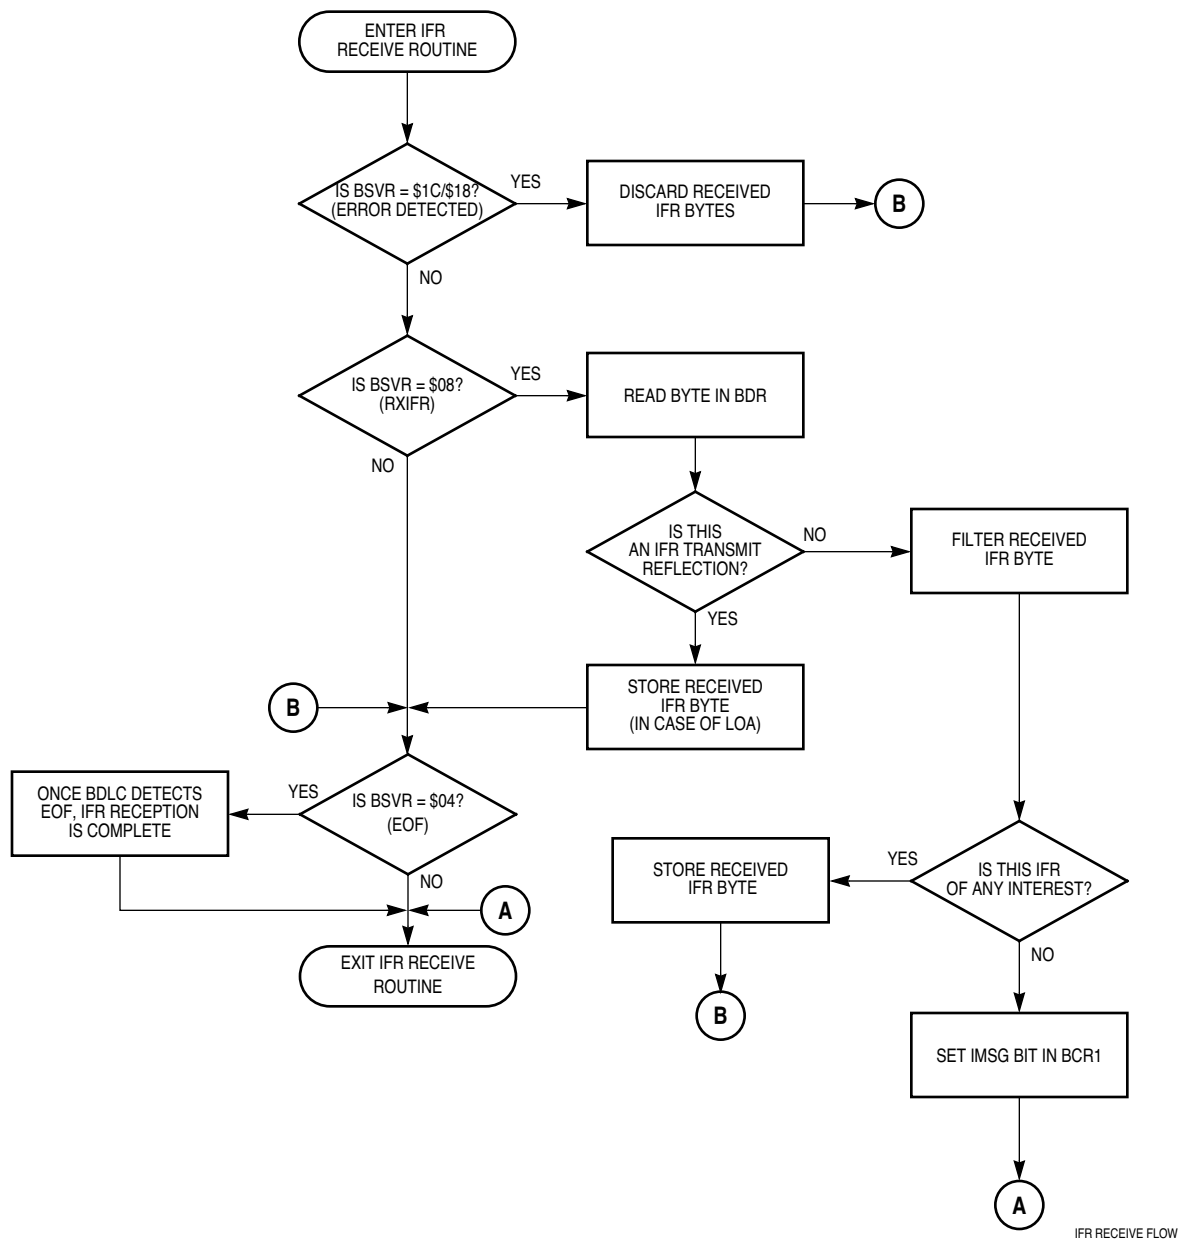 ENTER IFR
RECEIVE ROUTINE
IS BSVR = $1C/$18?
(ERROR DETECTED)
YES
DISCARD RECEIVED
IFR BYTES
B
NO
IS BSVR = $08?
(RXIFR)
YES
READ BYTE IN BDR
NO
IS THIS
AN IFR TRANSMIT
REFLECTION?
NO
FILTER RECEIVED
IFR BYTE
YES
STORE RECEIVED
IFR BYTE
(IN CASE OF LOA)
B
IS BSVR = $04?
(EOF)
YES
ONCE BDLC DETECTS
EOF, IFR RECEPTION
IS COMPLETE
NO
A
EXIT IFR RECEIVE
ROUTINE
IS THIS IFR
OF ANY INTEREST?
YES
STORE RECEIVED
IFR BYTE
B
NO
SET IMSG BIT IN BCR1
A
IFR RECEIVE FLOW